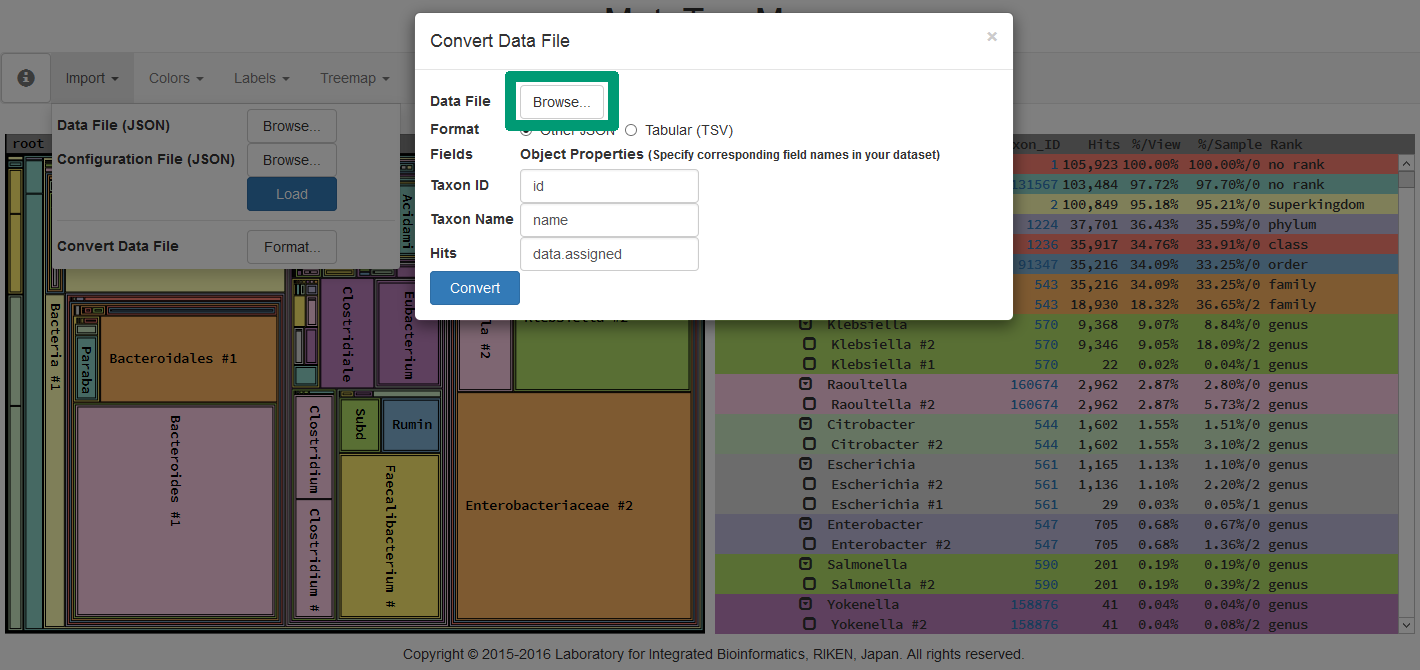 Convert Data File ×
Import Colors Labels Treemap
Data File Browse...
Format Other JSON Tabular (TSV)
Fields Object Properties (Specify corresponding field names in your dataset)
Taxon ID id
Taxon Name name
Hits data.assigned
Convert
Data File (JSON) Browse...
Configuration File (JSON) Browse...
Load
Convert Data File Format...
root
Acidami
Bacteria #1
Paraba
Bacteroidales #1
Bacteroides #1
Clostridiale
Eubacterium
Clostridium
Clostridium #
Subd
Rumin
Faecalibacterium #
Enterobacteriaceae #2
Hits %/View %/Sample Rank
1 105,923 100.00% 100.00%/0 no rank
131567 103,484 97.72% 97.70%/0 no rank
2 100,849 95.18% 95.21%/0 superkingdom
1224 37,701 36.43% 35.59%/0 phylum
1236 35,917 34.76% 33.91%/0 class
91347 35,216 34.09% 33.25%/0 order
543 35,216 34.09% 33.25%/0 family
543 18,930 18.32% 36.65%/2 family
Klebsiella 570 9,368 9.07% 8.84%/0 genus
Klebsiella #2 570 9,346 9.05% 18.09%/2 genus
Klebsiella #1 570 22 0.02% 0.04%/1 genus
Raoultella 160674 2,962 2.87% 2.80%/0 genus
Raoultella #2 160674 2,962 2.87% 5.73%/2 genus
Citrobacter 544 1,602 1.55% 1.51%/0 genus
Citrobacter #2 544 1,602 1.55% 3.10%/2 genus
Escherichia 561 1,165 1.13% 1.10%/0 genus
Escherichia #2 561 1,136 1.10% 2.20%/2 genus
Escherichia #1 561 29 0.03% 0.05%/1 genus
Enterobacter 547 705 0.68% 0.67%/0 genus
Enterobacter #2 547 705 0.68% 1.36%/2 genus
Salmonella 590 201 0.19% 0.19%/0 genus
Salmonella #2 590 201 0.19% 0.39%/2 genus
Yokenella 158876 41 0.04% 0.04%/0 genus
Yokenella #2 158876 41 0.04% 0.08%/2 genus
Copyright © 2015-2016 Laboratory for Integrated Bioinformatics, RIKEN, Japan. All rights reserved.